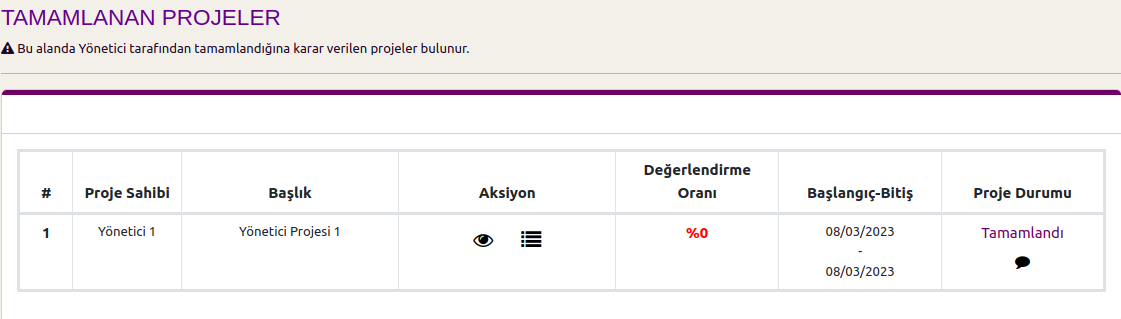 TAMAMLANAN PROJELER
Bu alanda Yönetici tarafından tamamlandığına karar verilen projeler bulunur.
# Proje Sahibi Başlık Aksiyon Değerlendirme Oranı Başlangıç-Bitiş Proje Durumu
1 Yönetici 1 Yönetici Projesi 1 %0 08/03/2023 - 08/03/2023 Tamamlandı